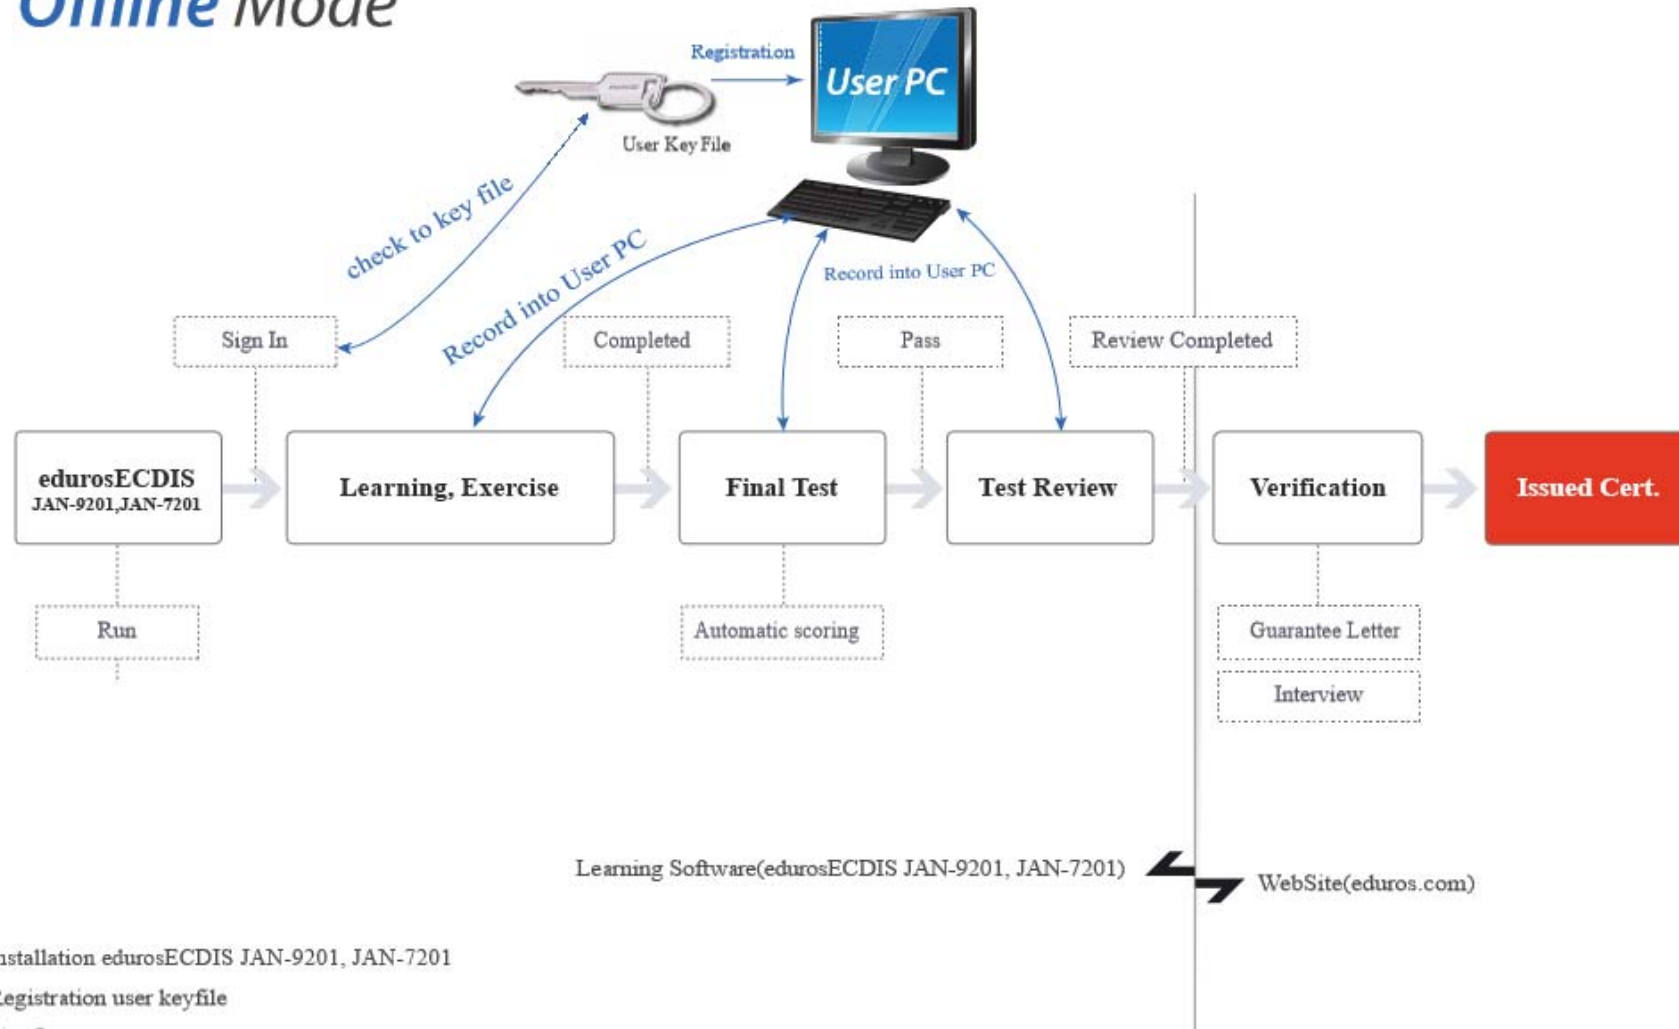 Offline Mode
Registration
User PC
User Key File
check to key file
Record into User PC
Record into User PC
Sign In
Completed
Pass
Review Completed
edurosECDIS
JAN-9201,JAN-7201
Learning, Exercise
Final Test
Test Review
Verification
Issued Cert.
Run
Automatic scoring
Guarantee Letter
Interview
Learning Software(edurosECDIS JAN-9201, JAN-7201)
WebSite(eduros.com)
nstallation edurosECDIS JAN-9201, JAN-7201
Registration user keyfile